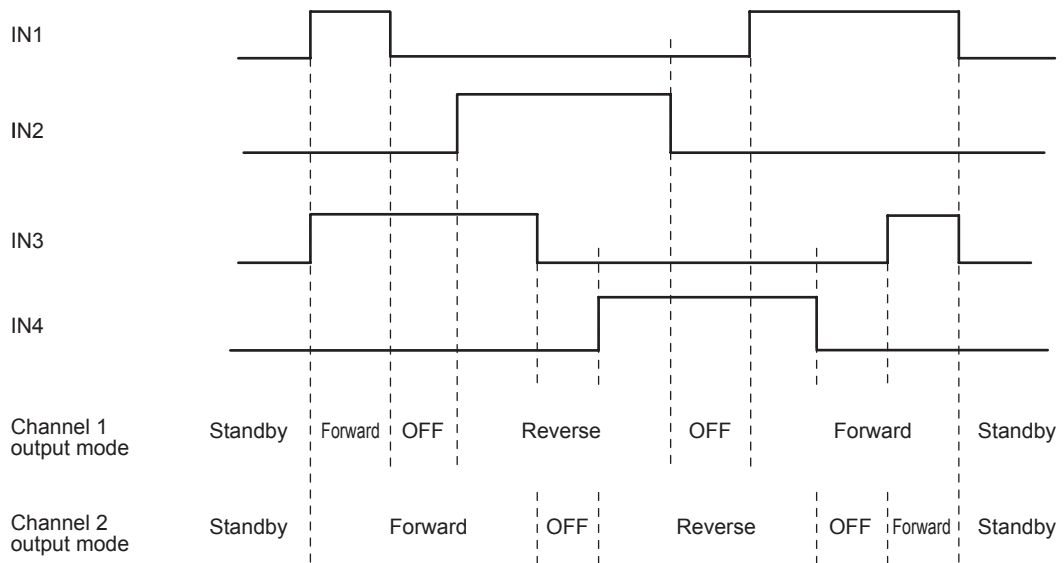 IN1
IN2
IN3
IN4
Channel 1
output mode
Standby Forward OFF Reverse OFF Forward Standby
Channel 2
output mode
Standby Forward OFF Reverse OFF Forward Standby